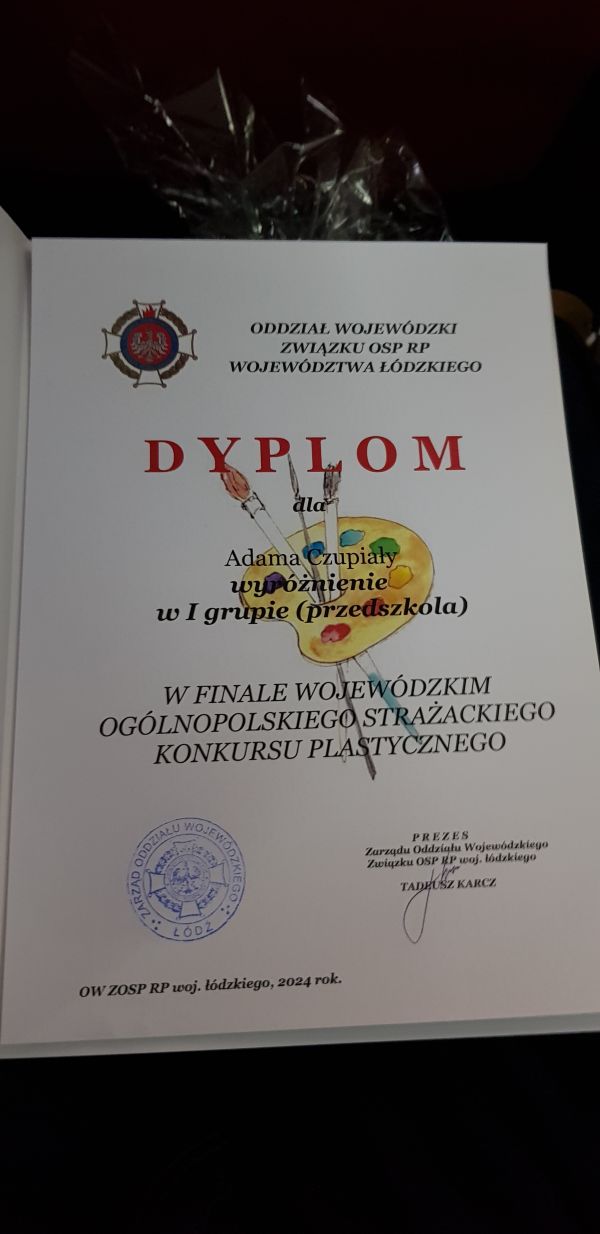 ODDZIAŁ WOJEWÓDZKI
ZWIĄZKU OSP RP
WOJEWÓDZTWA ŁÓDZKIEGO
DYPLOM
dla
Adama Czupiały
wyróżnienie
w I grupie (przedszkola)
W FINALE WOJEWÓDZKIM
OGÓLNOPOLSKIEGO STRAŻACKIEGO
KONKURSU PLASTYCZNEGO
ZARZĄD ODDZIAŁU WOJEWÓDZKIEGO
ŁÓDŹ
PREZES
Zarządu Oddziału Wojewódzkiego
Związku OSP RP woj. łódzkiego
TADEUSZ KARCZ
OW ZOSP RP woj. łódzkiego, 2024 rok.